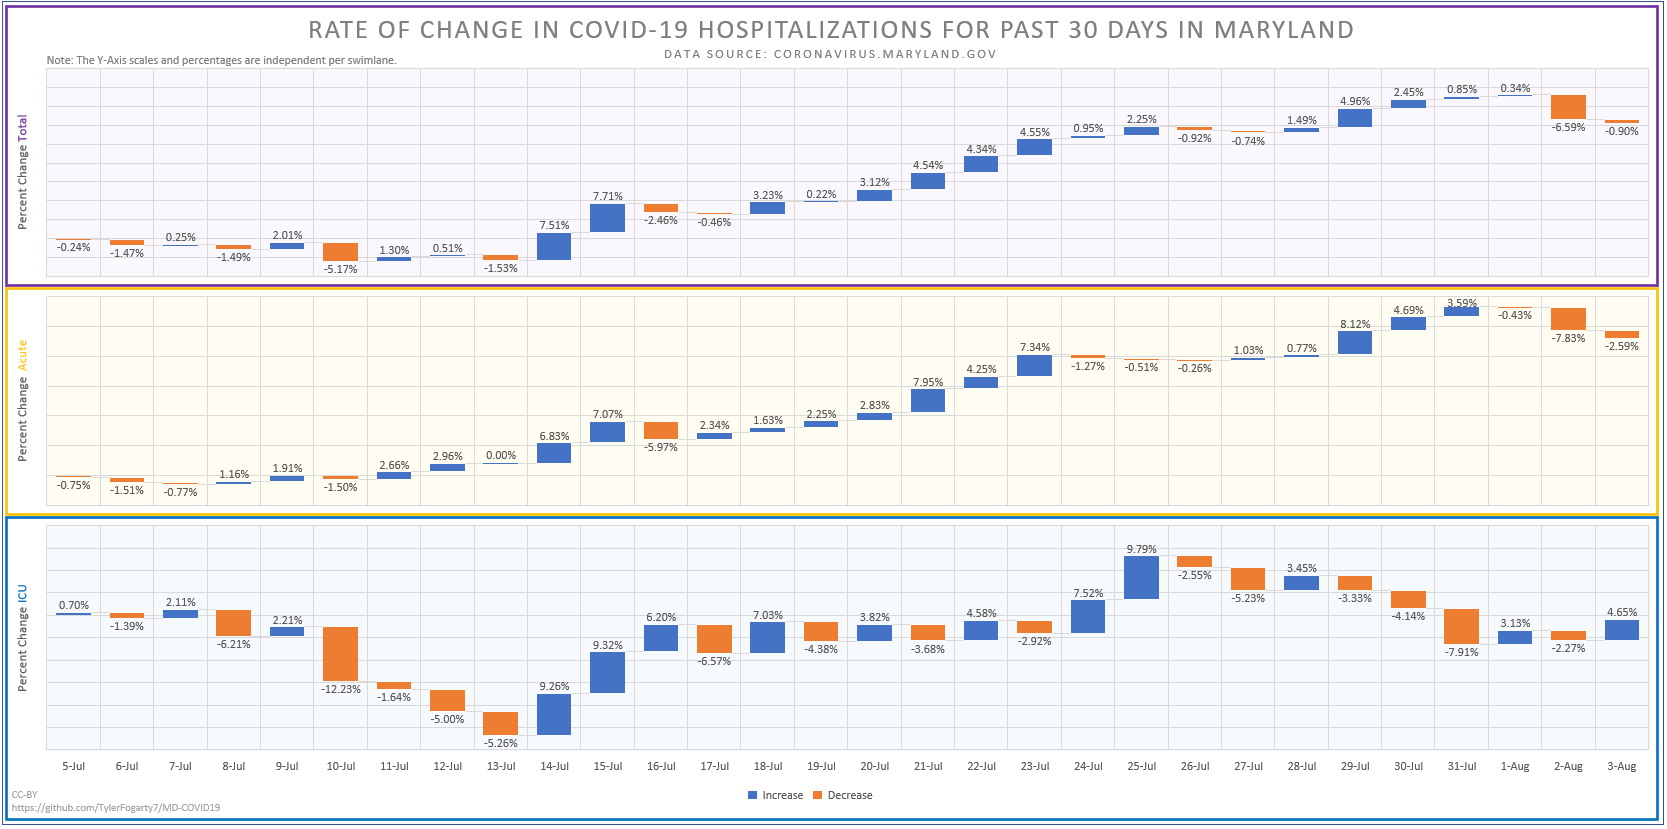 RATE OF CHANGE IN COVID-19 HOSPITALIZATIONS FOR PAST 30 DAYS IN MARYLAND
DATA SOURCE: CORONAVIRUS.MARYLAND.GOV
Note: The Y-Axis scales and percentages are independent per swimlane.
Percent Change Total
-0.24% -1.47% 0.25% -1.49% 2.01% -5.17% 1.30% 0.51% -1.53% 7.51% 7.71% -2.46% -0.46% 3.23% 0.22% 3.12% 4.54% 4.34% 4.55% 0.95% 2.25% -0.92% -0.74% 1.49% 4.96% 2.45% 0.85% 0.34% -6.59% -0.90%
Percent Change Acute
-0.75% -1.51% -0.77% 1.16% 1.91% -1.50% 2.66% 2.96% 0.00% 6.83% 7.07% -5.97% 2.34% 1.63% 2.25% 2.83% 7.95% 4.25% 7.34% -1.27% -0.51% -0.26% 1.03% 0.77% 8.12% 4.69% 3.59% -0.43% -7.83% -2.59%
Percent Change ICU
0.70% -1.39% 2.11% -6.21% 2.21% -12.23% -1.64% -5.00% -5.26% 9.26% 9.32% 6.20% -6.57% 7.03% -4.38% 3.82% -3.68% 4.58% -2.92% 7.52% 9.79% -2.55% -5.23% 3.45% -3.33% -4.14% -7.91% 3.13% -2.27% 4.65%
5-Jul 6-Jul 7-Jul 8-Jul 9-Jul 10-Jul 11-Jul 12-Jul 13-Jul 14-Jul 15-Jul 16-Jul 17-Jul 18-Jul 19-Jul 20-Jul 21-Jul 22-Jul 23-Jul 24-Jul 25-Jul 26-Jul 27-Jul 28-Jul 29-Jul 30-Jul 31-Jul 1-Aug 2-Aug 3-Aug
Increase Decrease
CC-BY
https://github.com/TylerFogarty7/MD-COVID19